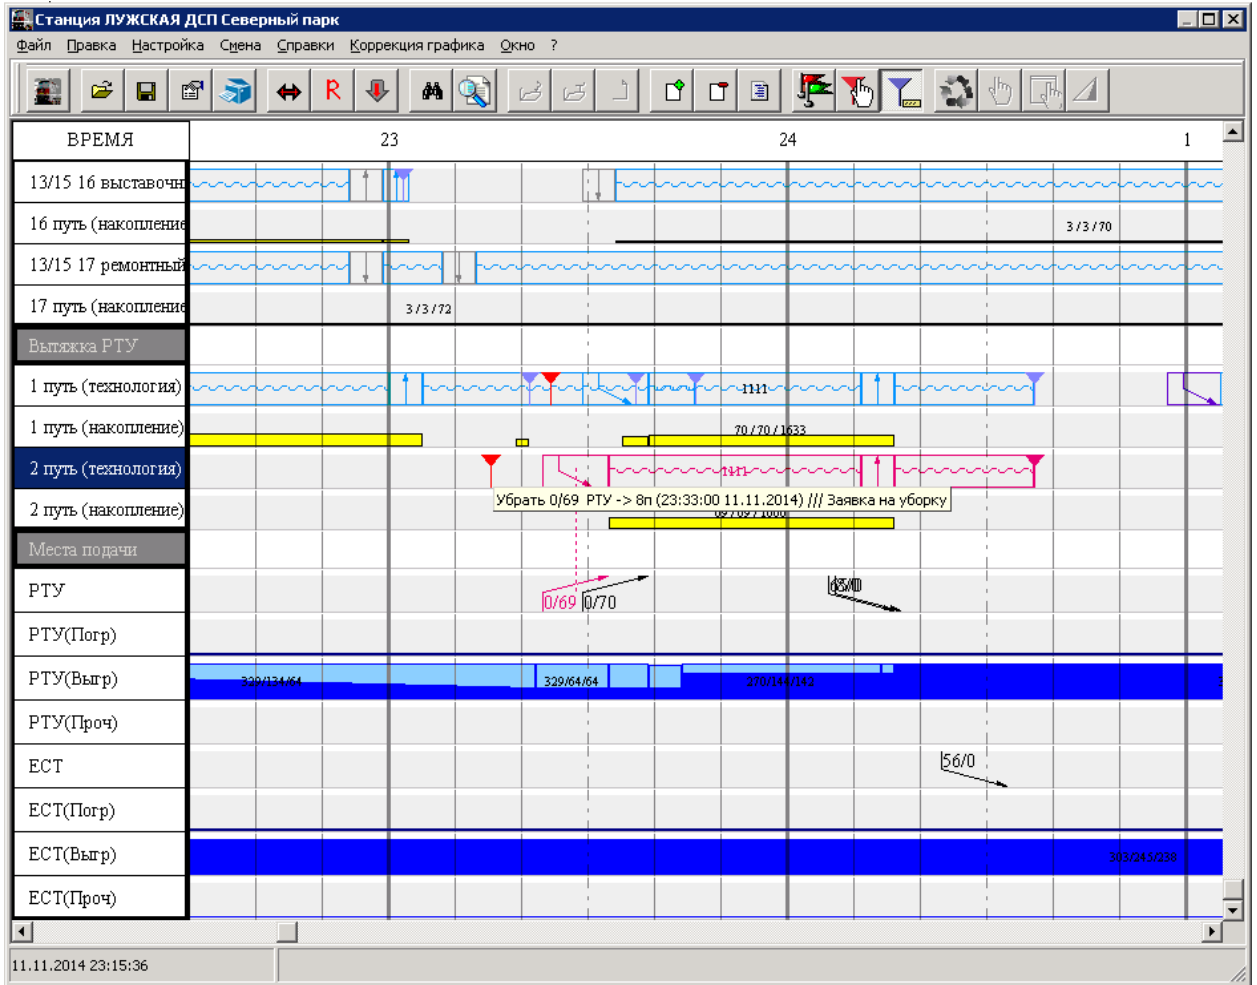 Станция ЛУЖСКАЯ ДСП Северный парк
Файл Правка Настройка Смена Справки Коррекция графика Окно ?
R
ВРЕМЯ 23 24 1
13/15 16 выставочн
16 путь (накопление 3/3/70
13/15 17 ремонтный
17 путь (накопление 3/3/72
Вытяжка РТУ
1 путь (технология) 1111
1 путь (накопление) 70/70/1633
2 путь (технология) 1111
Убрать 0/69 РТУ -> 8п (23:33:00 11.11.2014) /// Заявка на уборку
2 путь (накопление)
Места подачи
РТУ 0/69 0/70
РТУ(Погр)
РТУ(Выгр) 329/134/64 329/64/64 270/144/142
РТУ(Проч)
ЕСТ 56/0
ЕСТ(Погр)
ЕСТ(Выгр) 303/245/238
ЕСТ(Проч)
11.11.2014 23:15:36